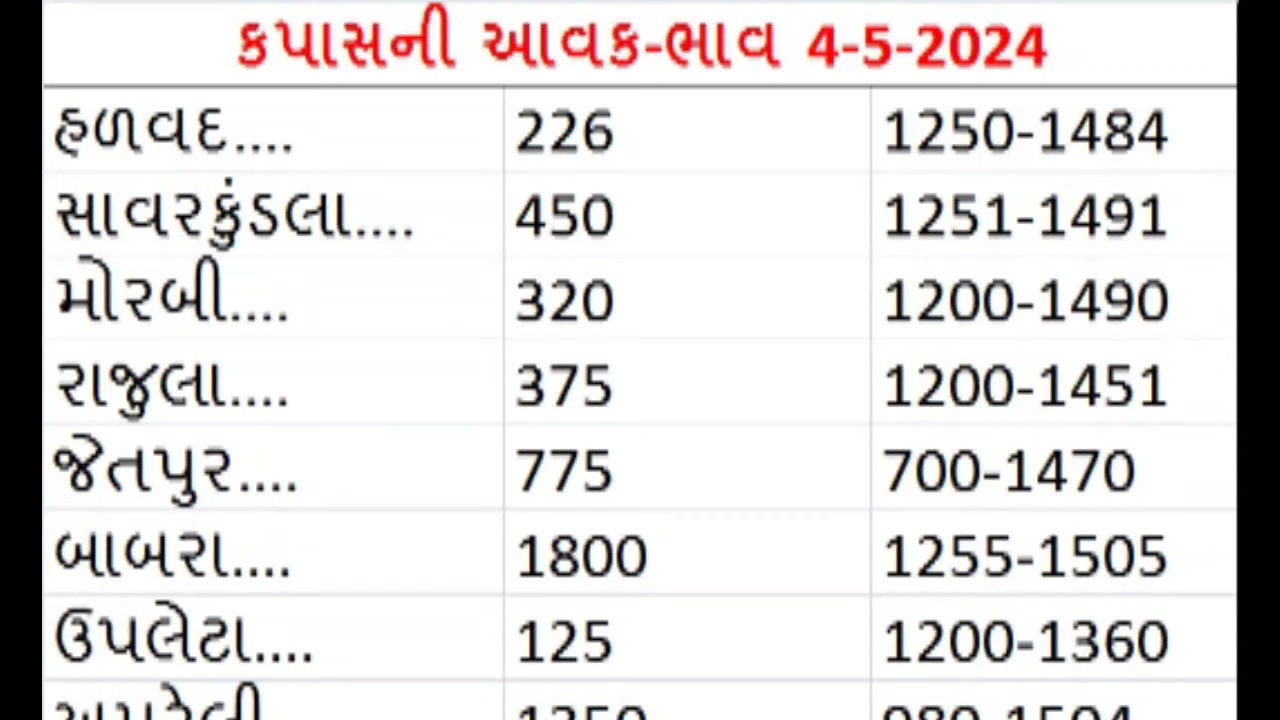 કપાસની આવક-ભાવ 4-5-2024
હળવદ.... 226 1250-1484
સાવરકુંડલા.... 450 1251-1491
મોરબી.... 320 1200-1490
રાજુલા.... 375 1200-1451
જેતપુર.... 775 700-1470
બાબરા.... 1800 1255-1505
ઉપલેટા.... 125 1200-1360